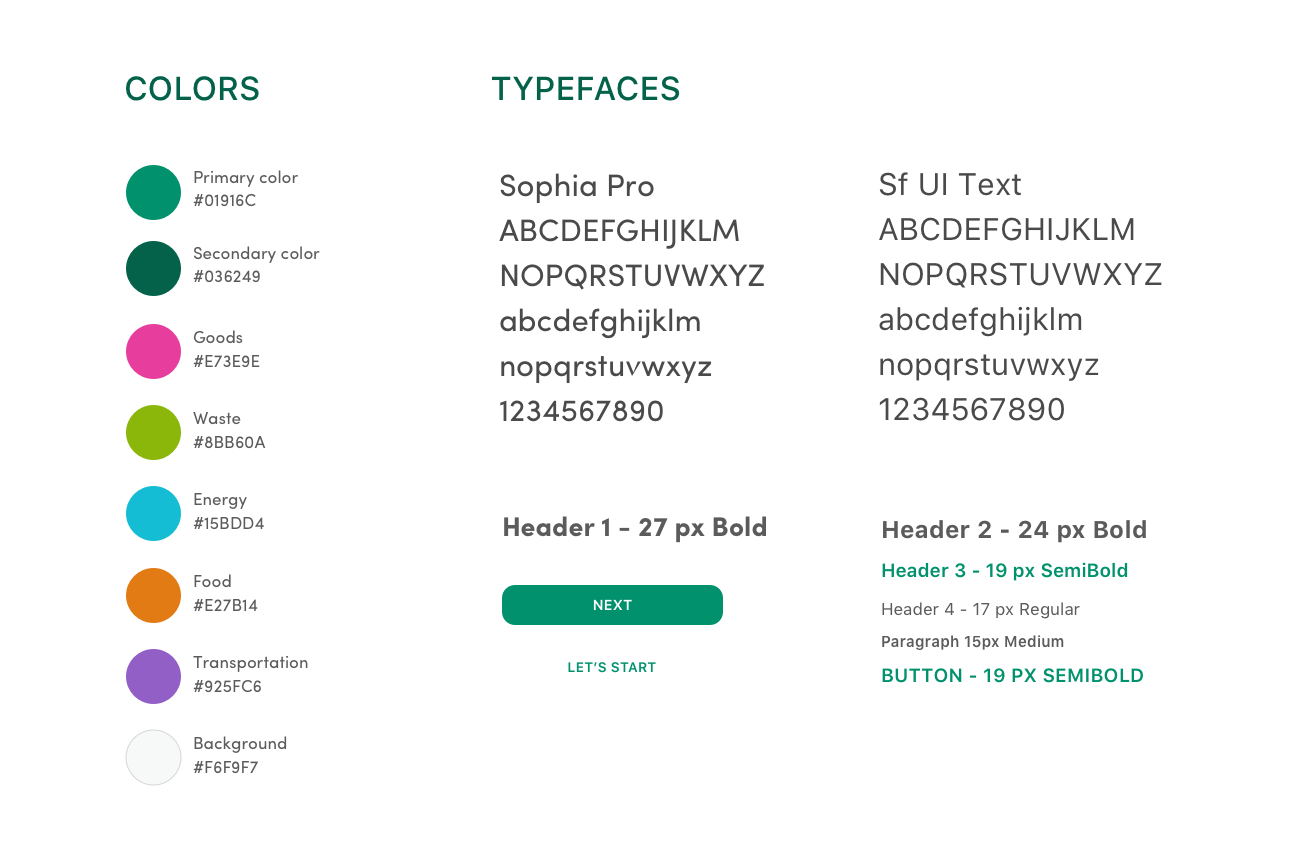 COLORS
Primary color
#01916C
Secondary color
#036249
Goods
#E73E9E
Waste
#8BB60A
Energy
#15BDD4
Food
#E27B14
Transportation
#925FC6
Background
#F6F9F7
TYPEFACES
Sophia Pro
ABCDEFGHIJKLM
NOPQRSTUVWXYZ
abcdefghijklm
nopqrstuvwxyz
1234567890
Header 1 - 27 px Bold
NEXT
LET'S START
Sf UI Text
ABCDEFGHIJKLM
NOPQRSTUVWXYZ
abcdefghijklm
nopqrstuvwxyz
1234567890
Header 2 - 24 px Bold
Header 3 - 19 px SemiBold
Header 4 - 17 px Regular
Paragraph 15px Medium
BUTTON - 19 PX SEMIBOLD